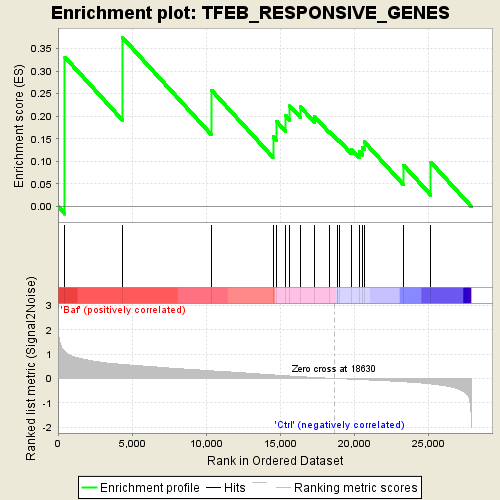 Enrichment plot: TFEB_RESPONSIVE_GENES
Enrichment score (ES)
0.35
0.30
0.25
0.20
0.15
0.10
0.05
0.00
'Baf' (positively correlated)
Ranked list metric (Signal2Noise)
3
2
1
0
-1
-2
Zero cross at 18630
'Ctrl' (negatively correlated)
0
5,000
10,000
15,000
20,000
25,000
Rank in Ordered Dataset
Enrichment profile
Hits
Ranking metric scores